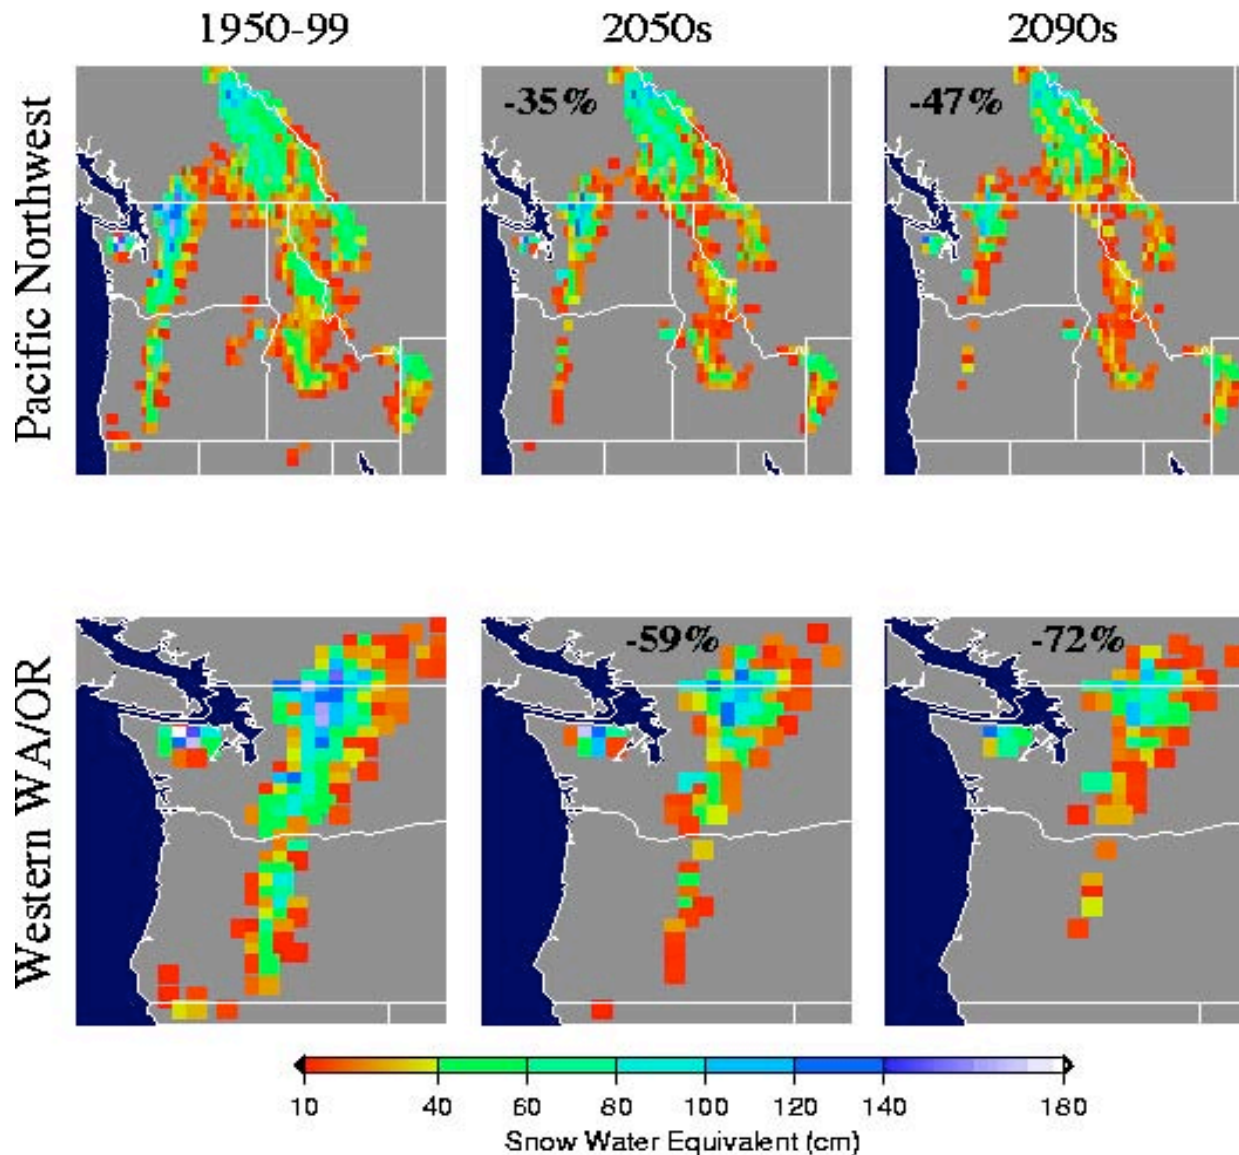 1950-99
2050s
2090s
Pacific Northwest
-35%
-47%
Western WA/OR
-59%
-72%
10 40 60 80 100 120 140 180
Snow Water Equivalent (cm)